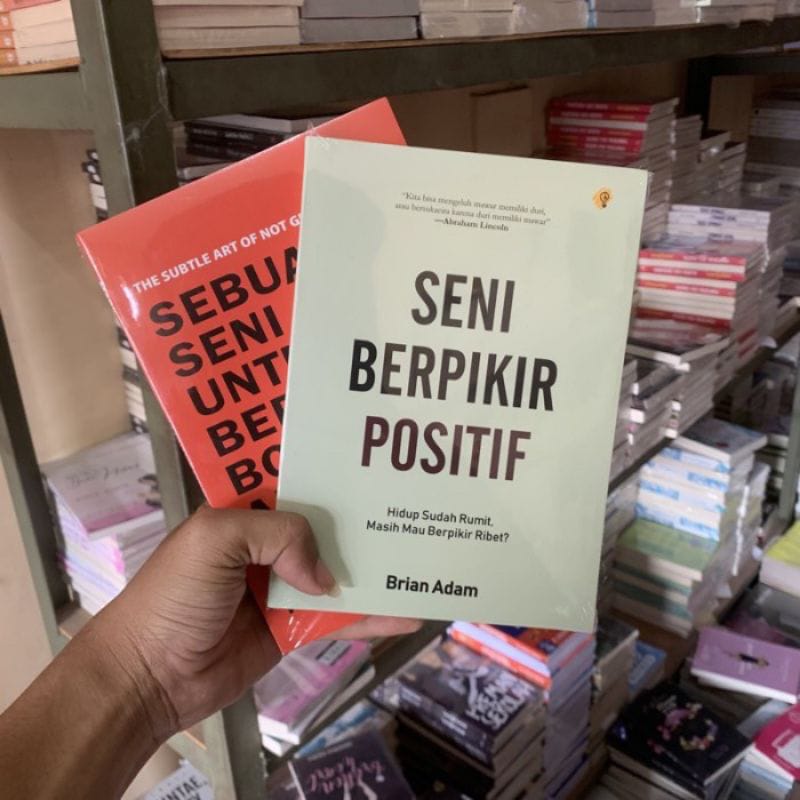 THE SUBTLE ART OF NOT G
SEBUA
SENI
UNT
BE
BO
"Kita bisa mengeluh mawar memiliki duri,
atau bersukacita karena duri memiliki mawar"
—Abraham Lincoln
SENI
BERPIKIR
POSITIF
Hidup Sudah Rumit,
Masih Mau Berpikir Ribet?
Brian Adam